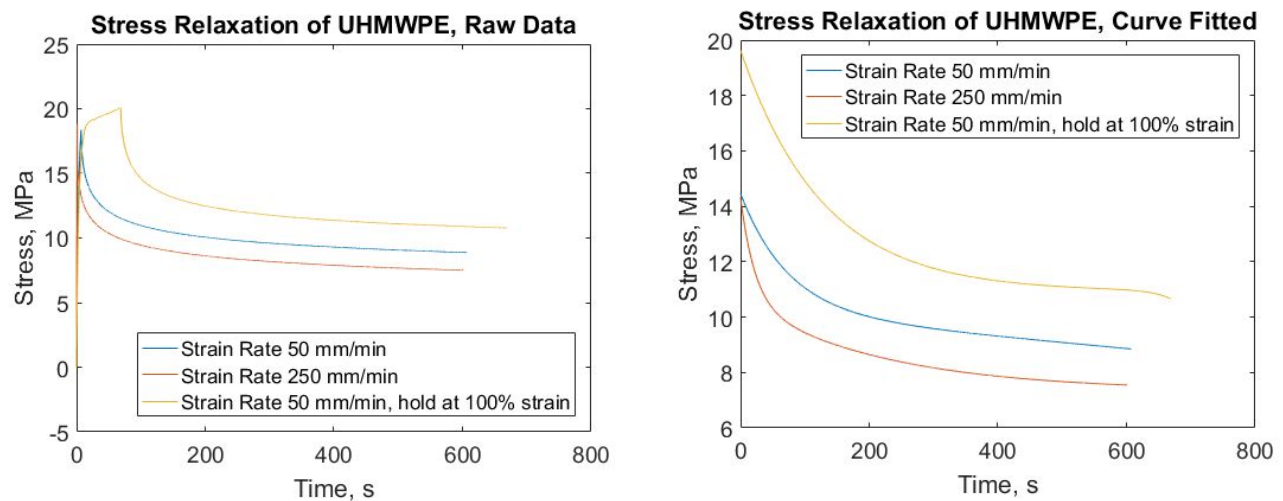 Stress Relaxation of UHMWPE, Raw Data
25
20
15
10
5
0
-5
Stress, MPa
Strain Rate 50 mm/min
Strain Rate 250 mm/min
Strain Rate 50 mm/min, hold at 100% strain
0 200 400 600 800
Time, s
Stress Relaxation of UHMWPE, Curve Fitted
20
18
16
14
12
10
8
6
Stress, MPa
Strain Rate 50 mm/min
Strain Rate 250 mm/min
Strain Rate 50 mm/min, hold at 100% strain
0 200 400 600 800
Time, s